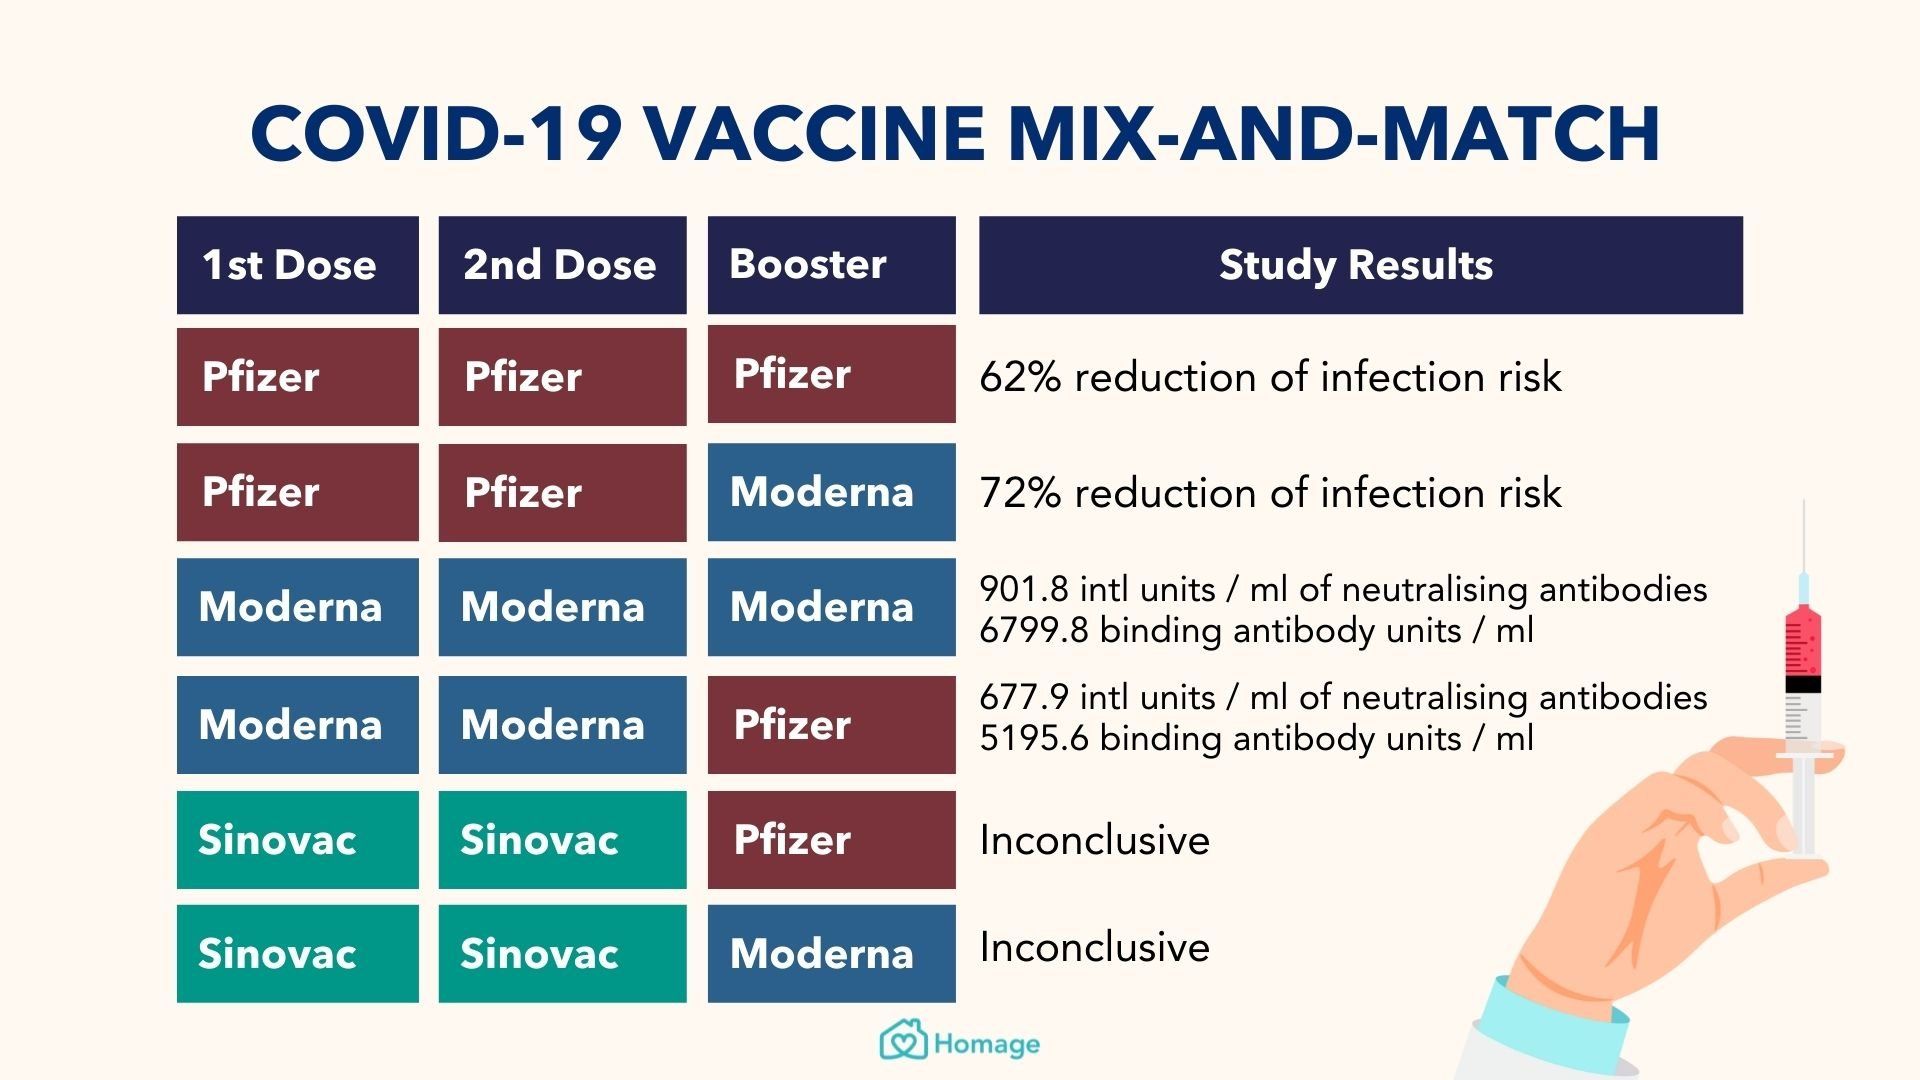 COVID-19 VACCINE MIX-AND-MATCH
1st Dose 2nd Dose Booster Study Results
Pfizer Pfizer Pfizer 62% reduction of infection risk
Pfizer Pfizer Moderna 72% reduction of infection risk
Moderna Moderna Moderna 901.8 intl units / ml of neutralising antibodies
6799.8 binding antibody units / ml
Moderna Moderna Pfizer 677.9 intl units / ml of neutralising antibodies
5195.6 binding antibody units / ml
Sinovac Sinovac Pfizer Inconclusive
Sinovac Sinovac Moderna Inconclusive
Homage